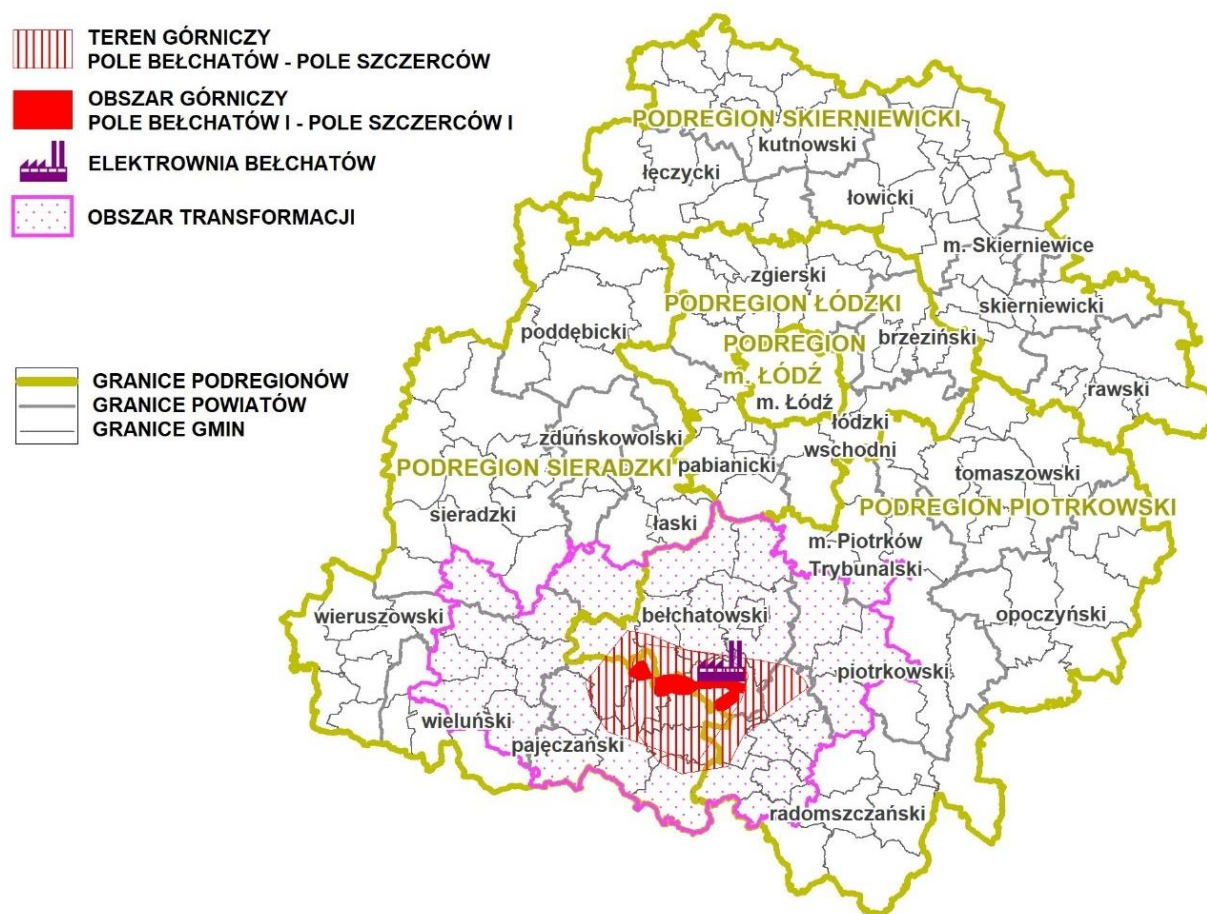 TEREN GÓRNICZY
POLE BEŁCHATÓW - POLE SZCZERCÓW
OBSZAR GÓRNICZY
POLE BEŁCHATÓW I - POLE SZCZERCÓW I
ELEKTROWNIA BEŁCHATÓW
OBSZAR TRANSFORMACJI
GRANICE PODREGIONÓW
GRANICE POWIATÓW
GRANICE GMIN
PODREGION SKIERNIEWICKI
kutnowski
łęczycki
łowicki
m. Skierniewice
zgierski
skierniewicki
PODREGION ŁÓDZKI
poddębicki
PODREGION
brzeziński
m. ŁÓDŹ
rawski
m. Łódź
łódzki
wschodni
zduńskowolski
PODREGION SIERADZKI
pabianicki
tomaszowski
PODREGION PIOTRKOWSKI
sieradzki
łaski
m. Piotrków
Trybunalski
wieruszowski
bełchatowski
opoczyński
piotrkowski
wieluński
pajęczański
radomszczański